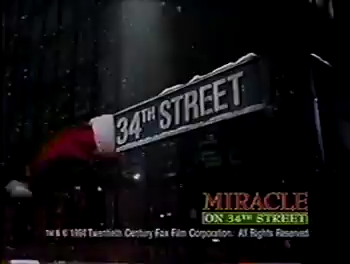 34TH STREET
MIRACLE
ON 34TH STREET
TM & © 1994 Twentieth Century Fox Film Corporation. All Rights Reserved.